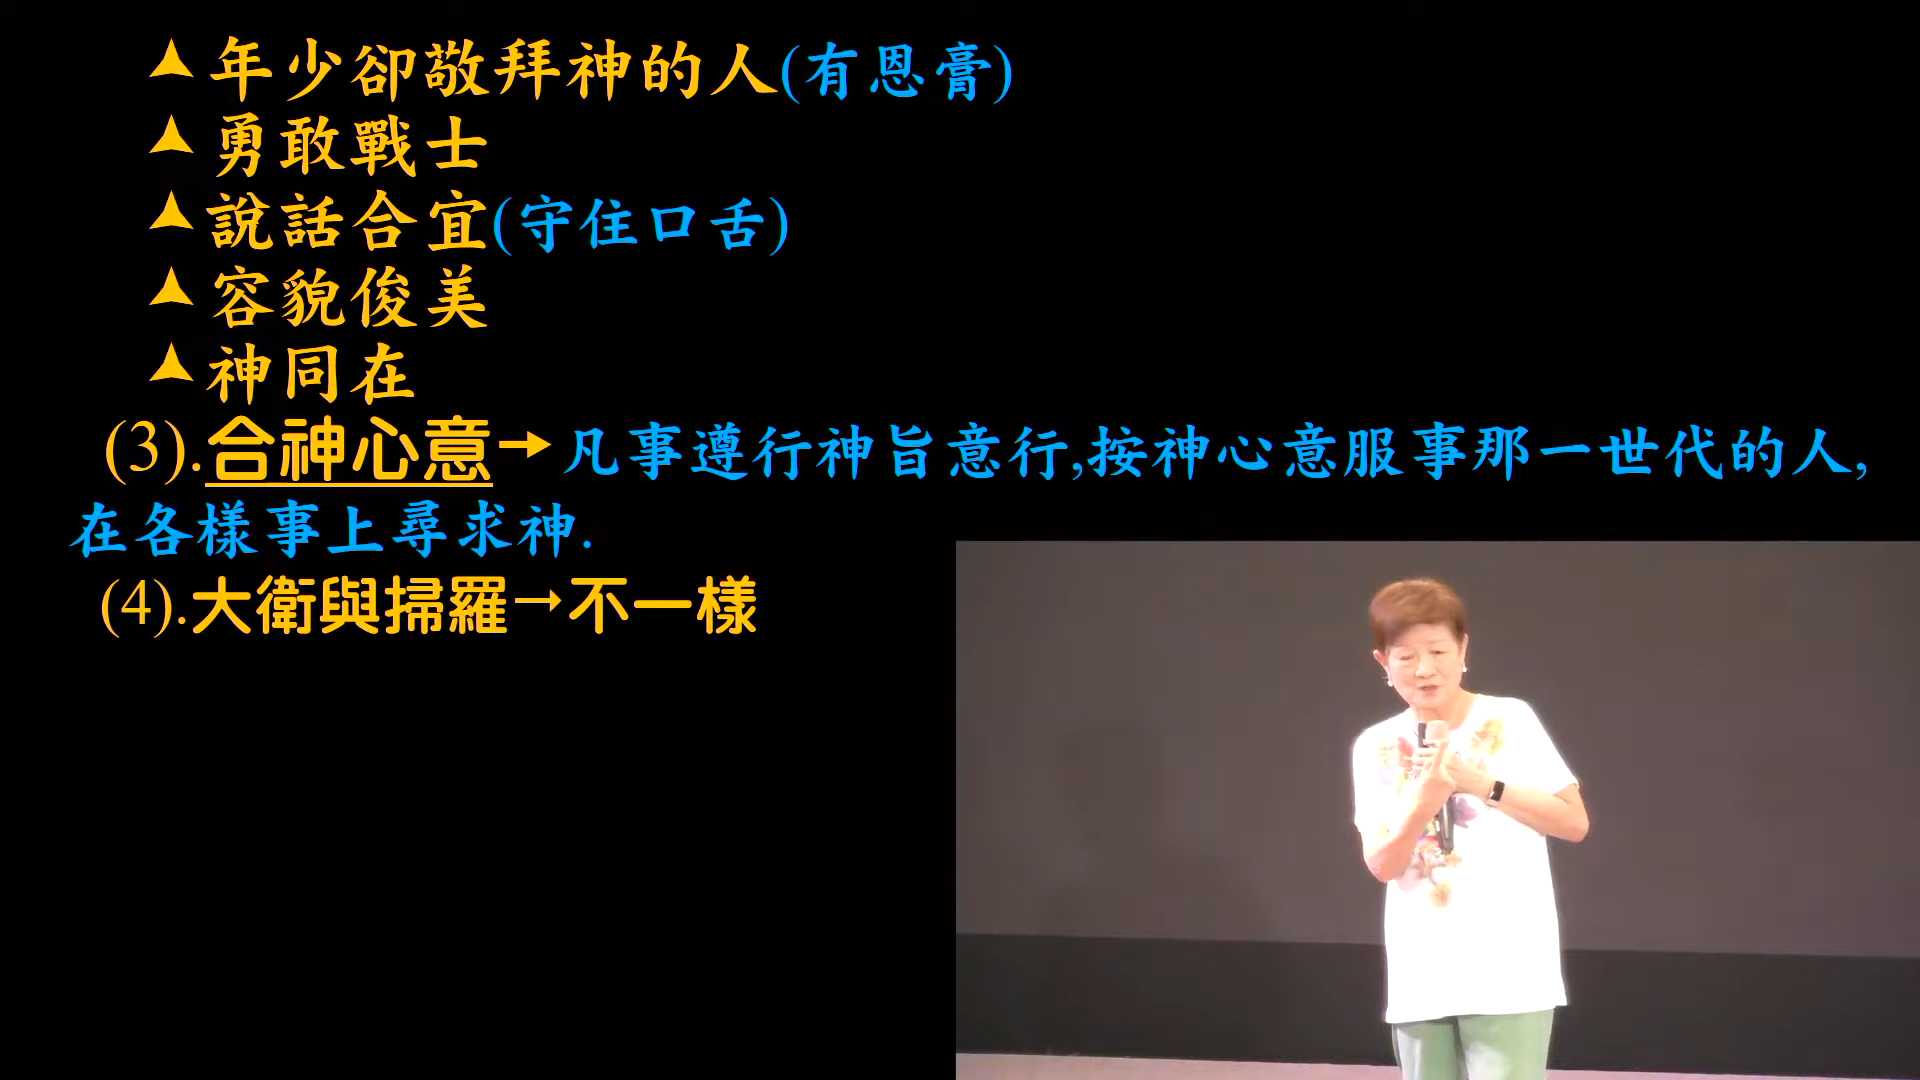 年少卻敬拜神的人(有恩膏)
勇敢戰士
說話合宜(守住口舌)
容貌俊美
神同在
(3).合神心意→凡事遵行神旨意行,按神心意服事那一世代的人,
在各樣事上尋求神.
(4).大衛與掃羅→不一樣